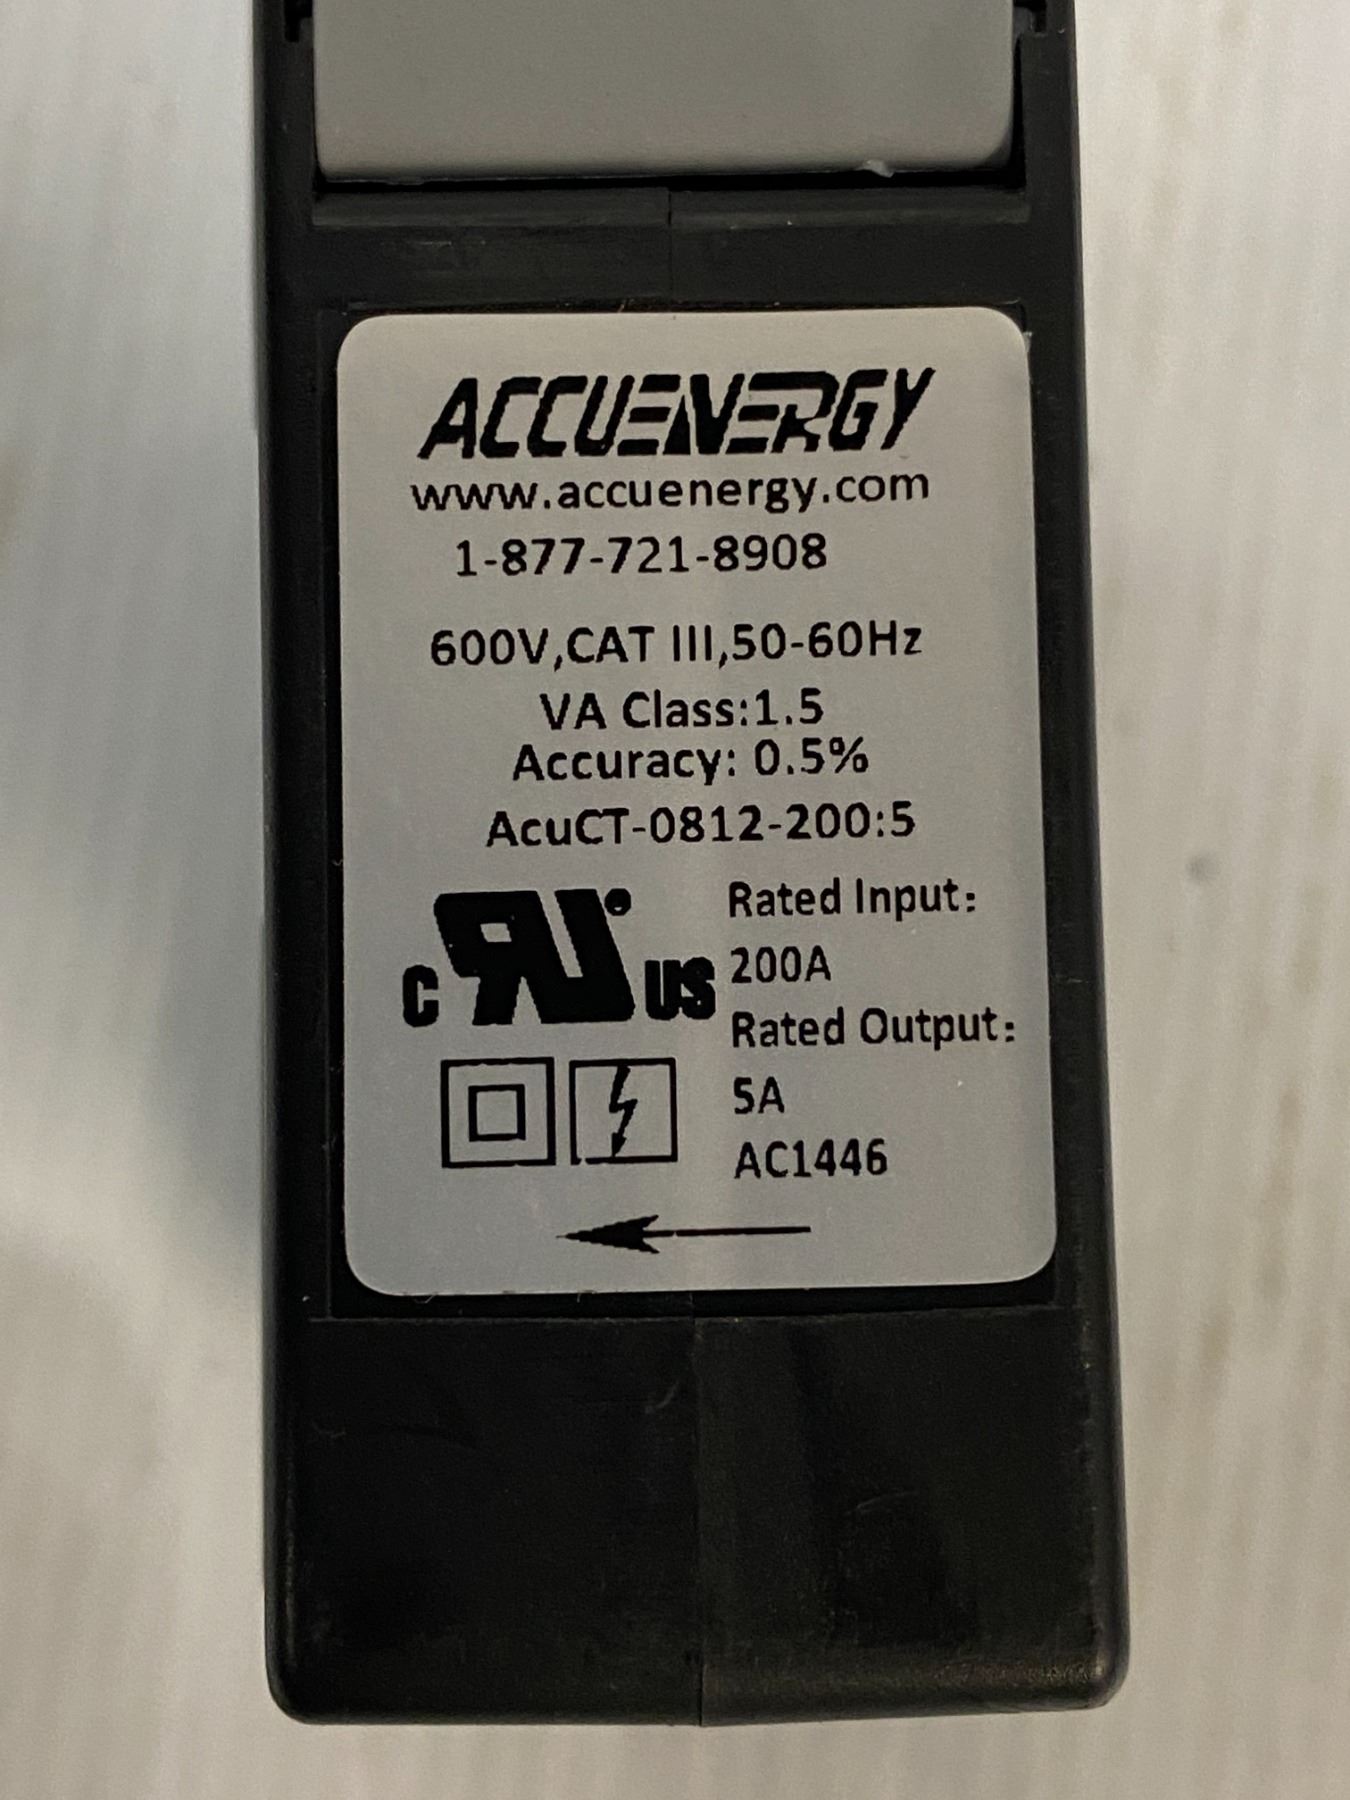 ACCUENERGY
www.accuenergy.com
1-877-721-8908
600V,CAT III,50-60Hz
VA Class:1.5
Accuracy: 0.5%
AcuCT-0812-200:5
Rated Input:
200A
Rated Output:
5A
AC1446
c RU® US